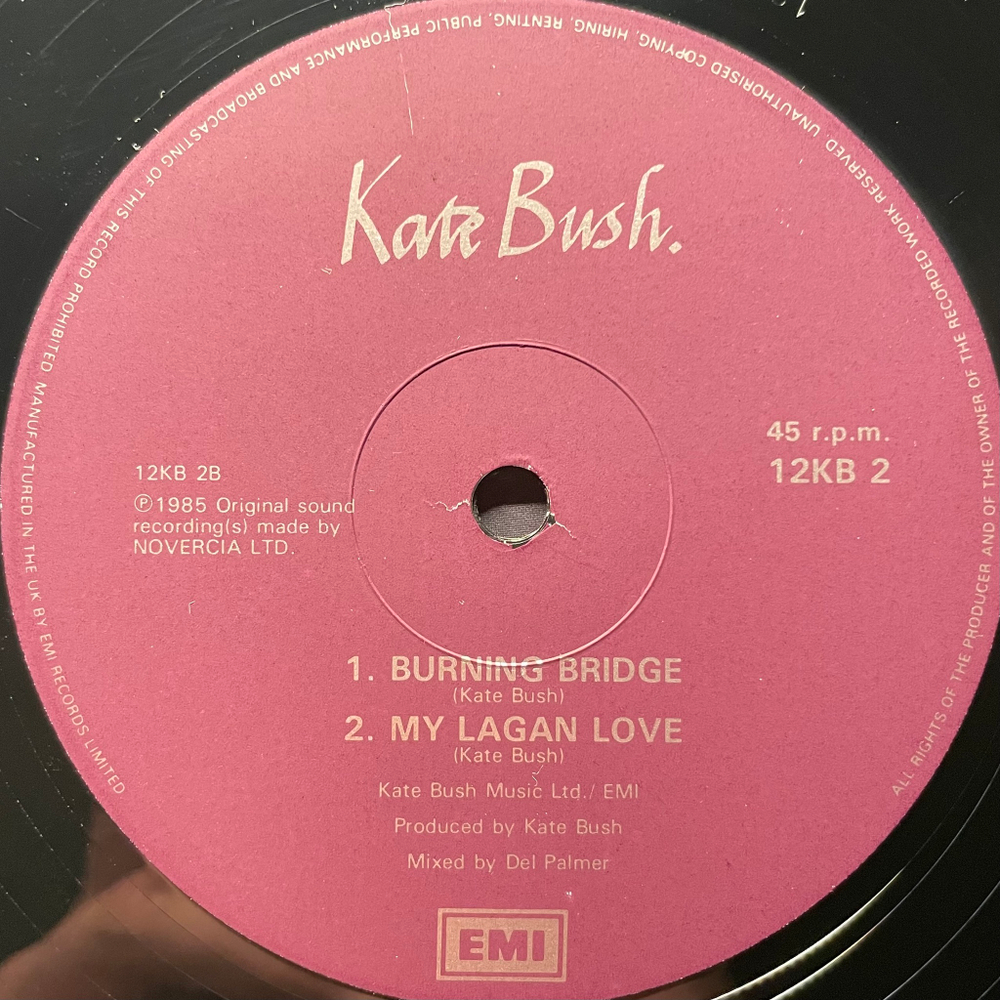 ALL RIGHTS OF THE PRODUCER AND OF THE OWNER OF THE RECORDED WORK RESERVED. UNAUTHORISED COPYING, HIRING, RENTING, PUBLIC PERFORMANCE AND BROADCASTING OF THIS RECORD PROHIBITED. MANUFACTURED IN THE UK BY EMI RECORDS LIMITED
Kate Bush.
45 r.p.m.
12KB 2
12KB 2B
Ⓟ1985 Original sound
recording(s) made by
NOVERCIA LTD.
1. BURNING BRIDGE
(Kate Bush)
2. MY LAGAN LOVE
(Kate Bush)
Kate Bush Music Ltd./ EMI
Produced by Kate Bush
Mixed by Del Palmer
EMI